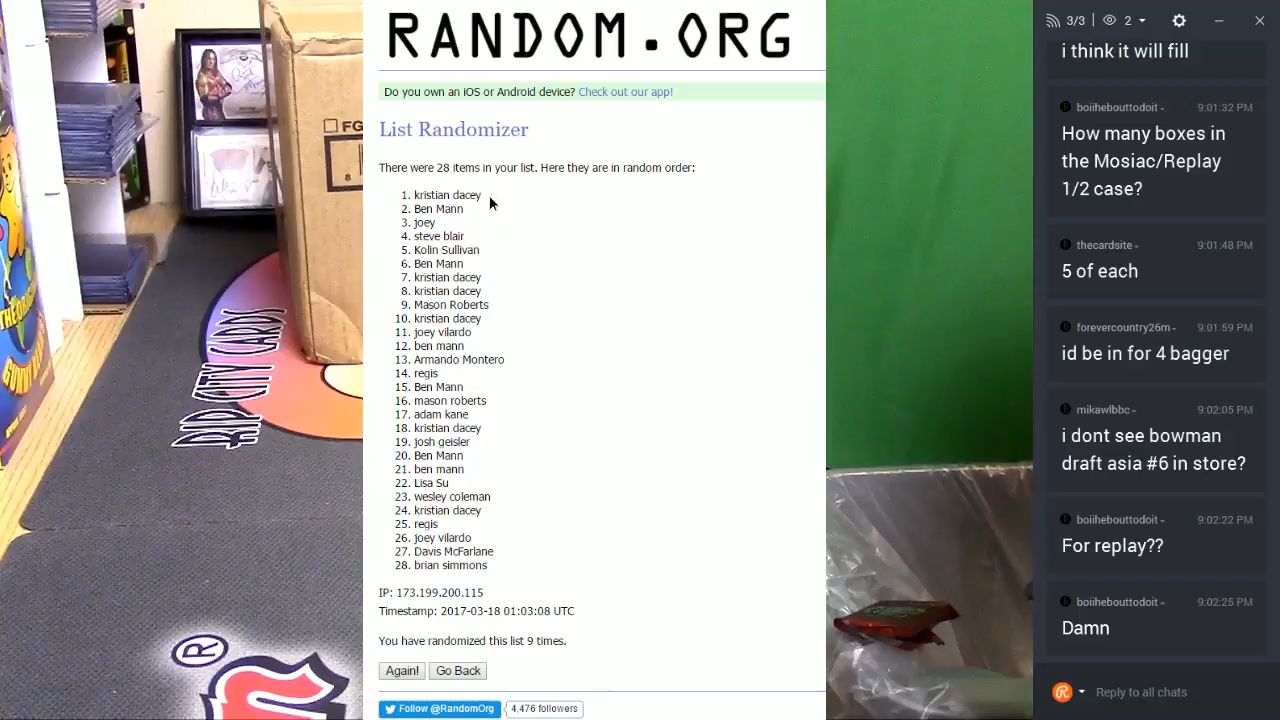 RANDOM.ORG
Do you own an iOS or Android device? Check out our app!
List Randomizer
There were 28 items in your list. Here they are in random order:
1. kristian dacey
2. Ben Mann
3. joey
4. steve blair
5. Kolin Sullivan
6. Ben Mann
7. kristian dacey
8. kristian dacey
9. Mason Roberts
10. kristian dacey
11. joey vilardo
12. ben mann
13. Armando Montero
14. regis
15. Ben Mann
16. mason roberts
17. adam kane
18. kristian dacey
19. josh geisler
20. Ben Mann
21. ben mann
22. Lisa Su
23. wesley coleman
24. kristian dacey
25. regis
26. joey vilardo
27. Davis McFarlane
28. brian simmons
IP: 173.199.200.115
Timestamp: 2017-03-18 01:03:08 UTC
You have randomized this list 9 times.
Again! Go Back
Follow @RandomOrg 4,476 followers
3/3 2
i think it will fill
boiihebouttodoit 9:01:32 PM
How many boxes in
the Mosiac/Replay
1/2 case?
thecardsite 9:01:48 PM
5 of each
forevercountry26m 9:01:59 PM
id be in for 4 bagger
mikawlbbc 9:02:05 PM
i dont see bowman
draft asia #6 in store?
boiihebouttodoit 9:02:22 PM
For replay??
boiihebouttodoit 9:02:25 PM
Damn
Reply to all chats
RIP CITY CARDS
FG
8
®